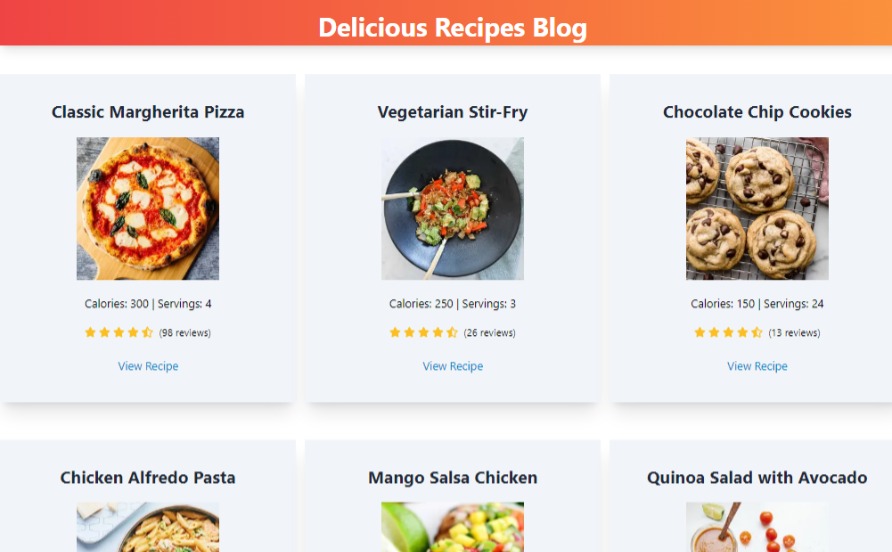 Delicious Recipes Blog
Classic Margherita Pizza
Vegetarian Stir-Fry
Chocolate Chip Cookies
Calories: 300 | Servings: 4
Calories: 250 | Servings: 3
Calories: 150 | Servings: 24
(98 reviews)
(26 reviews)
(13 reviews)
View Recipe
View Recipe
View Recipe
Chicken Alfredo Pasta
Mango Salsa Chicken
Quinoa Salad with Avocado